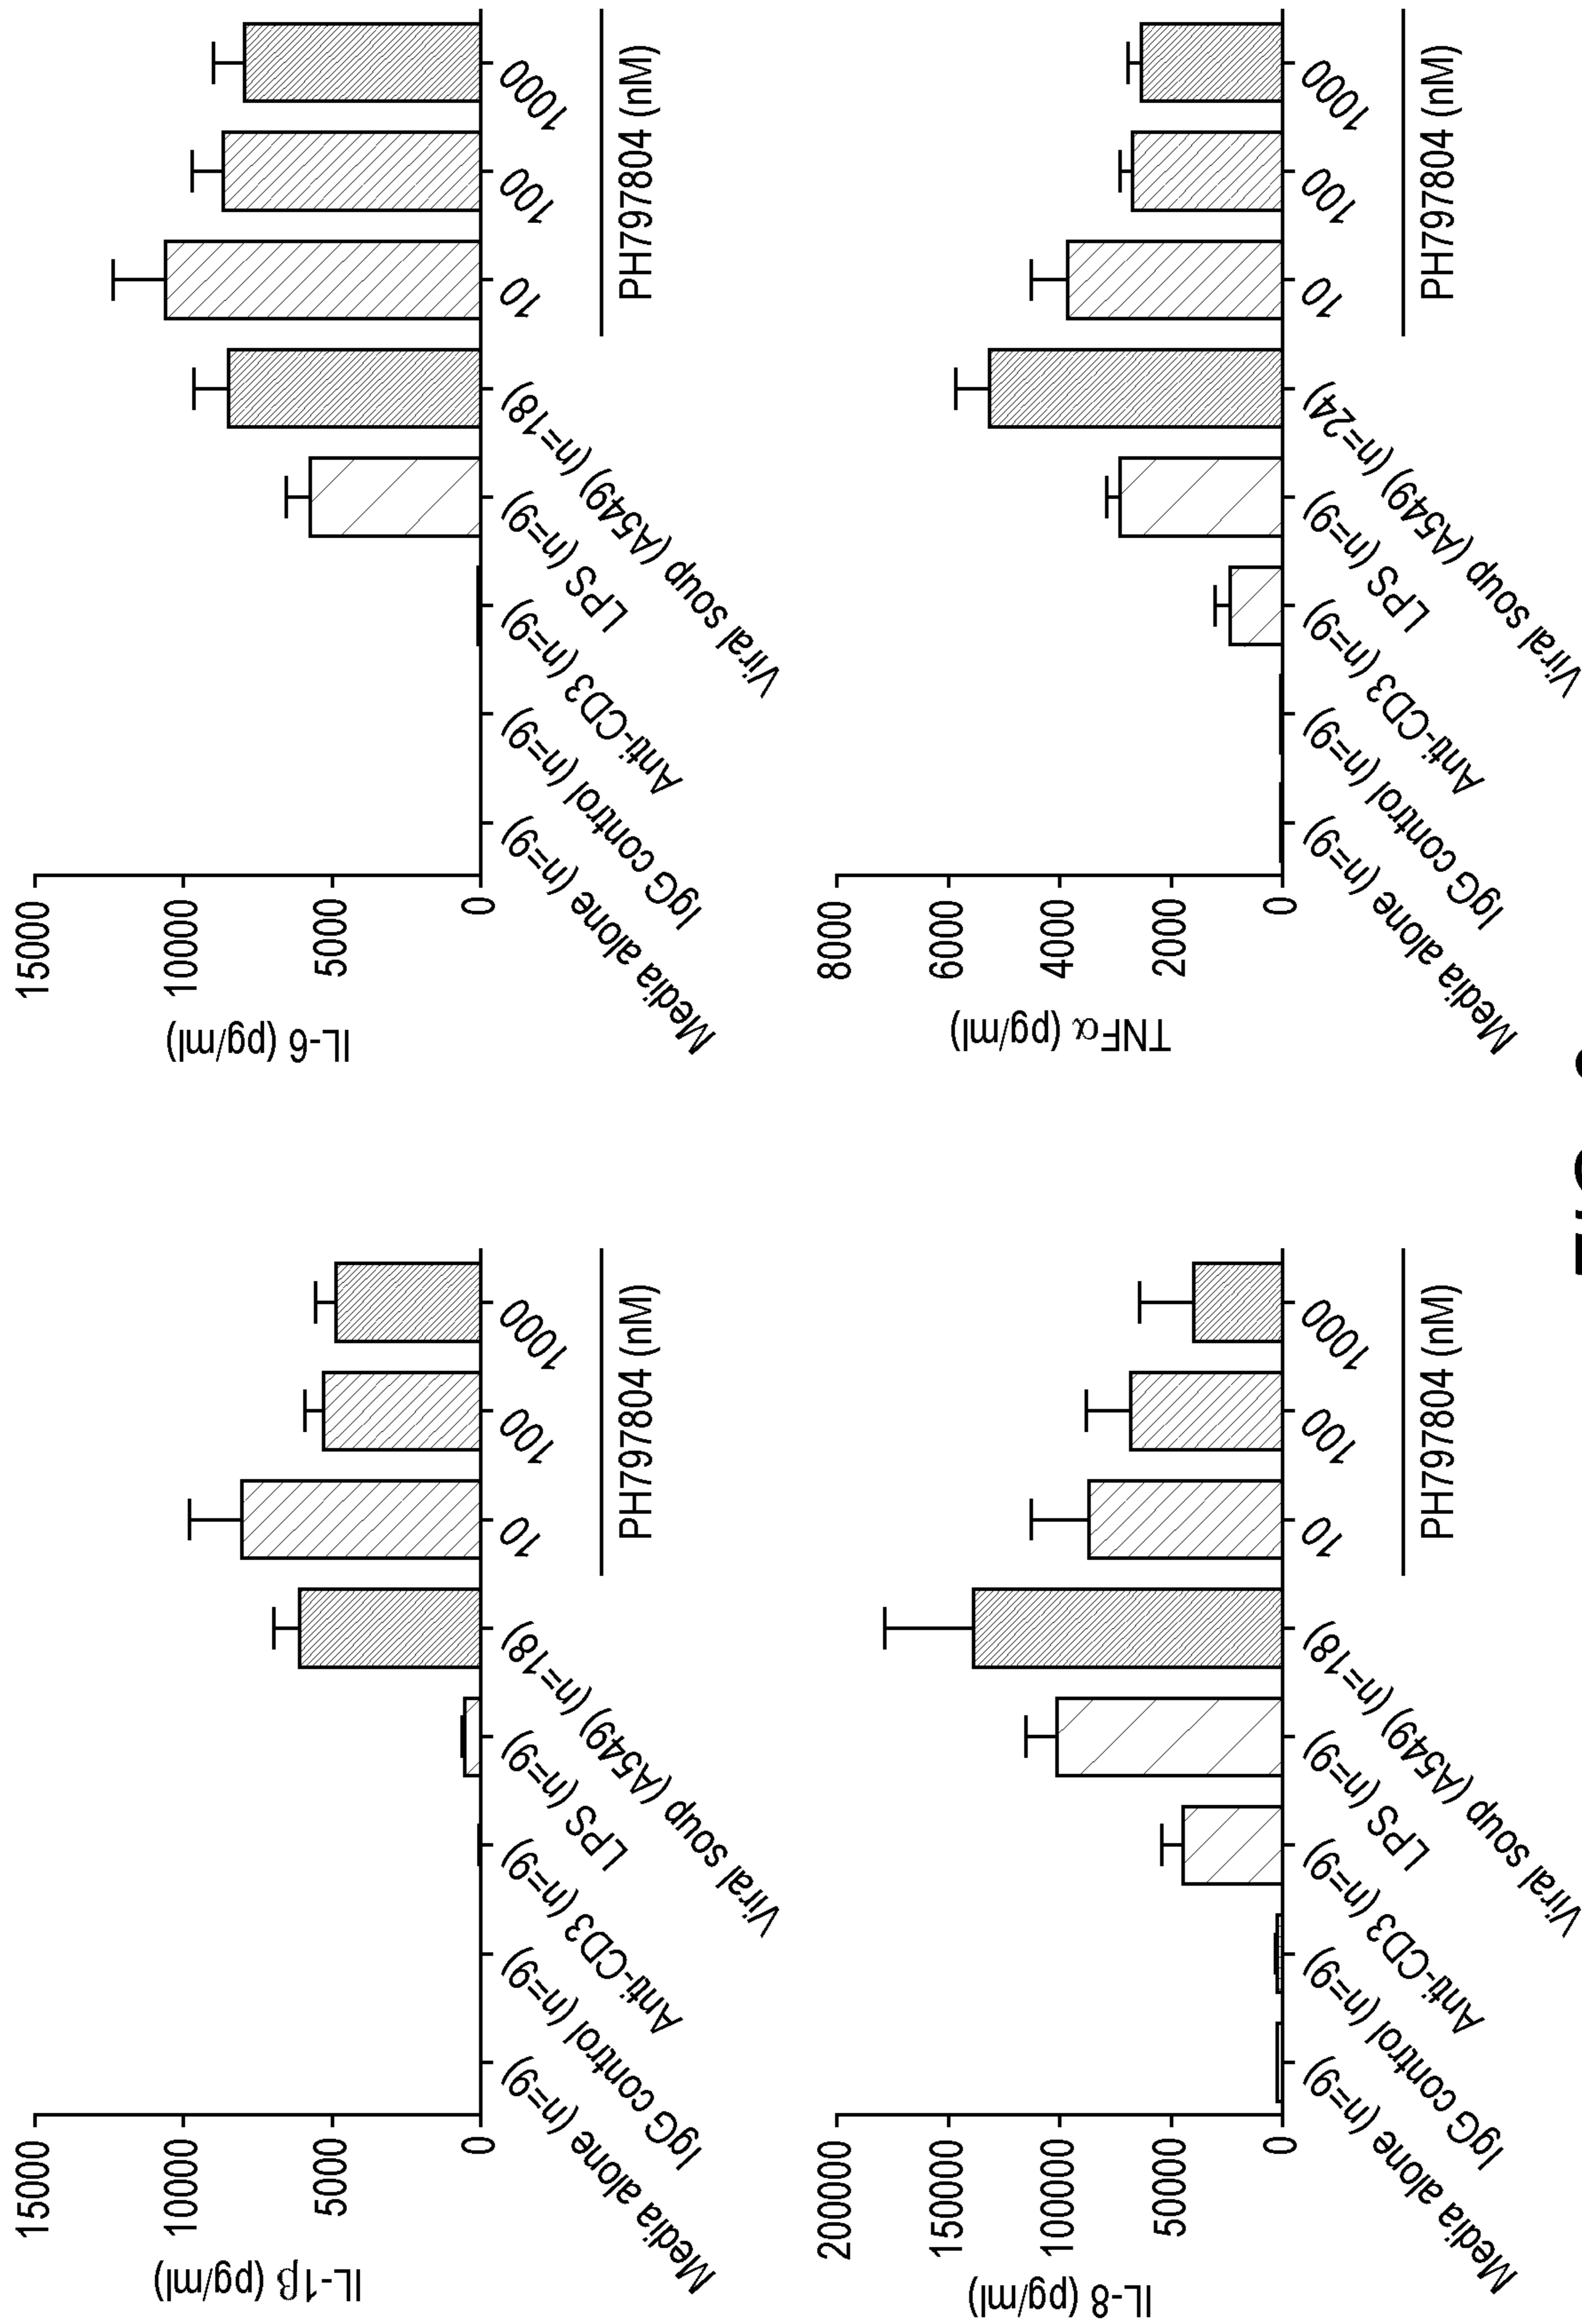 IL-1β (pg/ml)
15000
10000
5000
0
Media alone (n=9)
IgG control (n=9)
Anti-CD3 (n=9)
LPS (n=9)
Viral soup (A549) (n=18)
10
100
1000
PH797804 (nM)
IL-6 (pg/ml)
15000
10000
5000
0
Media alone (n=9)
IgG control (n=9)
Anti-CD3 (n=9)
LPS (n=9)
Viral soup (A549) (n=18)
10
100
1000
PH797804 (nM)
IL-8 (pg/ml)
200000
150000
100000
50000
0
Media alone (n=9)
IgG control (n=9)
Anti-CD3 (n=9)
LPS (n=9)
Viral soup (A549) (n=18)
10
100
1000
PH797804 (nM)
TNFα (pg/ml)
8000
6000
4000
2000
0
Media alone (n=9)
IgG control (n=9)
Anti-CD3 (n=9)
LPS (n=9)
Viral soup (A549) (n=24)
10
100
1000
PH797804 (nM)